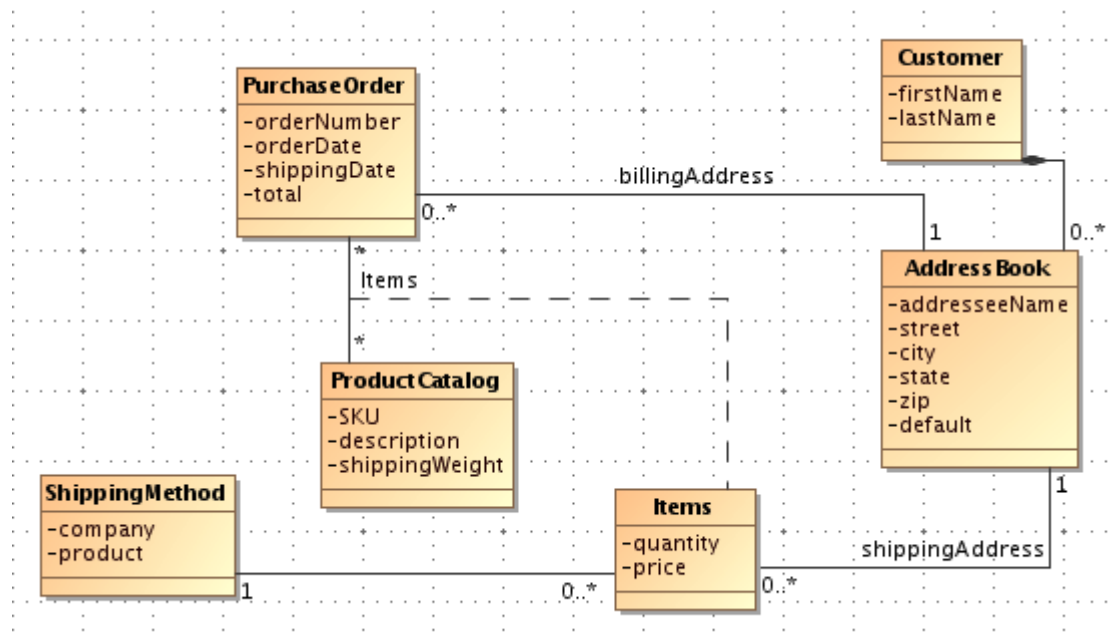 PurchaseOrder
-orderNumber
-orderDate
-shippingDate
-total
Customer
-firstName
-lastName
billingAddress
0..*
1
0..*
AddressBook
-addresseeName
-street
-city
-state
-zip
-default
*
Items
*
ProductCatalog
-SKU
-description
-shippingWeight
ShippingMethod
-company
-product
1
0..*
Items
-quantity
-price
0..*
shippingAddress
1